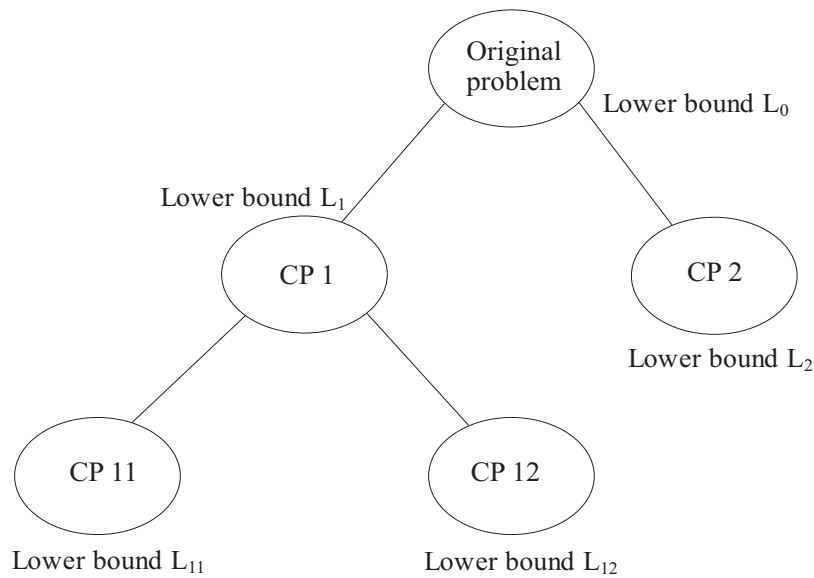 Original
problem
Lower bound L₀
Lower bound L₁
CP 1
CP 2
Lower bound L₂
CP 11
CP 12
Lower bound L₁₁
Lower bound L₁₂